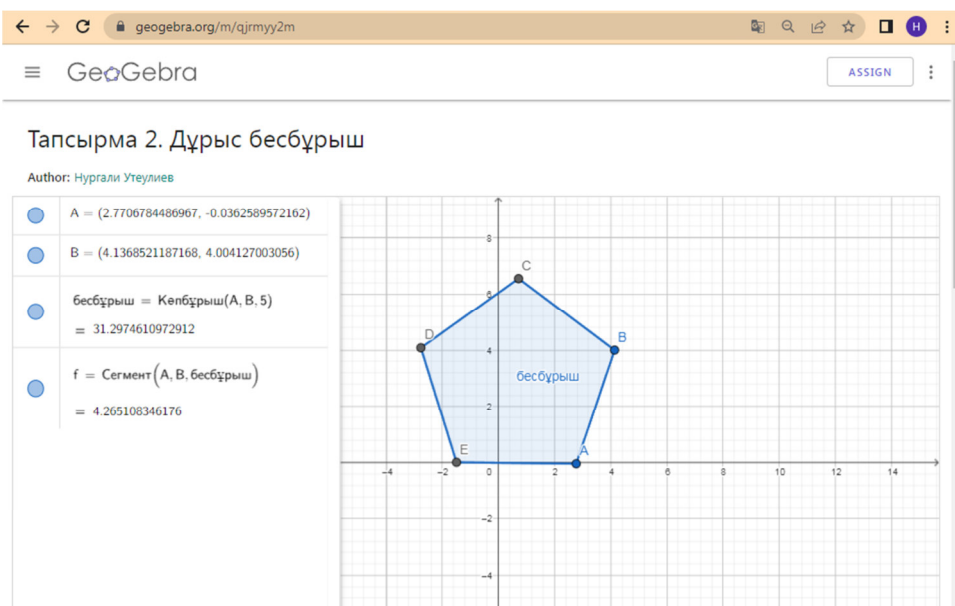 geogebra.org/m/qjrmyy2m
H
GeoGebra
ASSIGN
Тапсырма 2. Дұрыс бесбұрыш
Author: Нургали Утеулиев
A = (2.7706784486967, -0.0362589572162)
B = (4.1368521187168, 4.004127003056)
бесбұрыш = Көпбұрыш(A, B, 5)
= 31.2974610972912
f = Сегмент(A, B, бесбұрыш)
= 4.265108346176
8
C
6
D
B
4
бесбұрыш
2
E
A
-4
-2
0
2
4
6
8
10
12
14
-2
-4